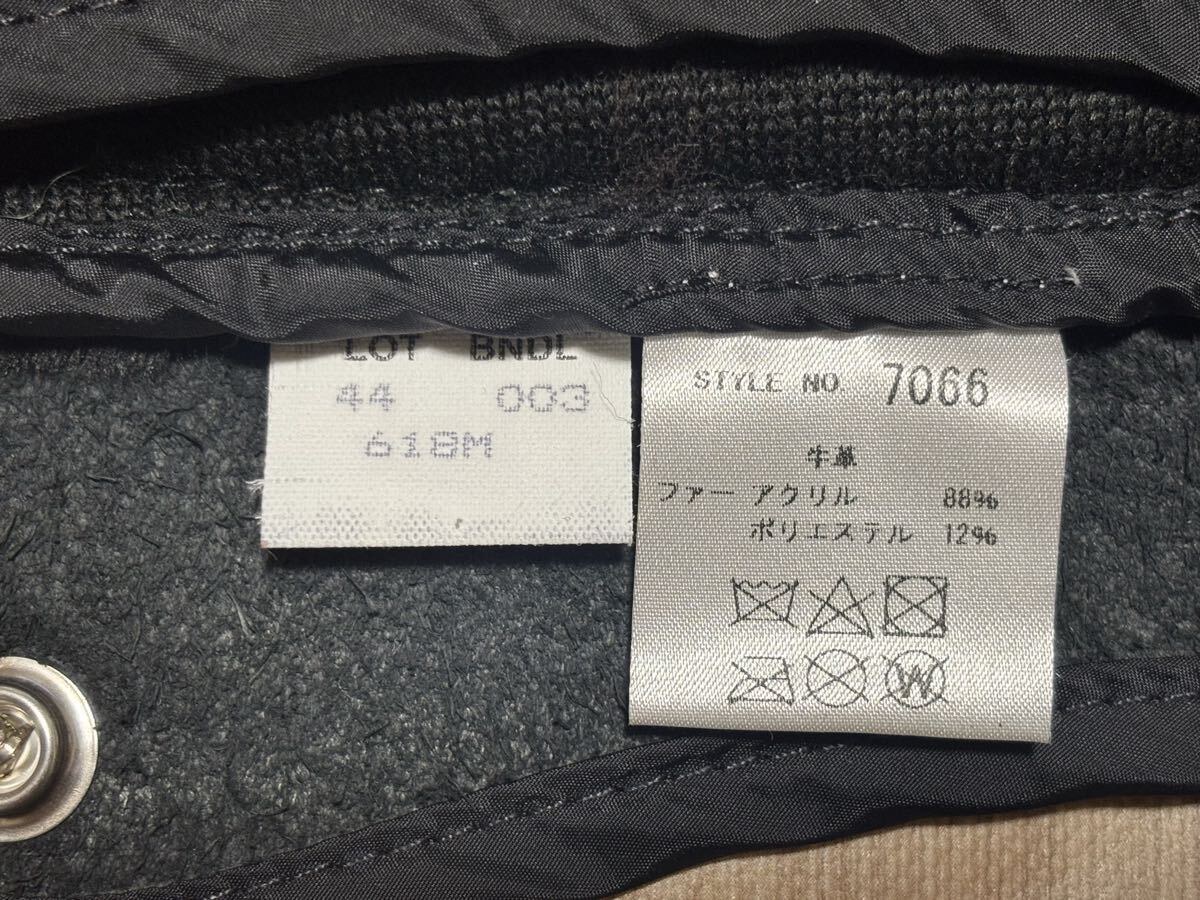 LOT BNDL
44 003
618M
STYLE NO. 7066
牛革
ファー アクリル 88%
ポリエステル 12%
W